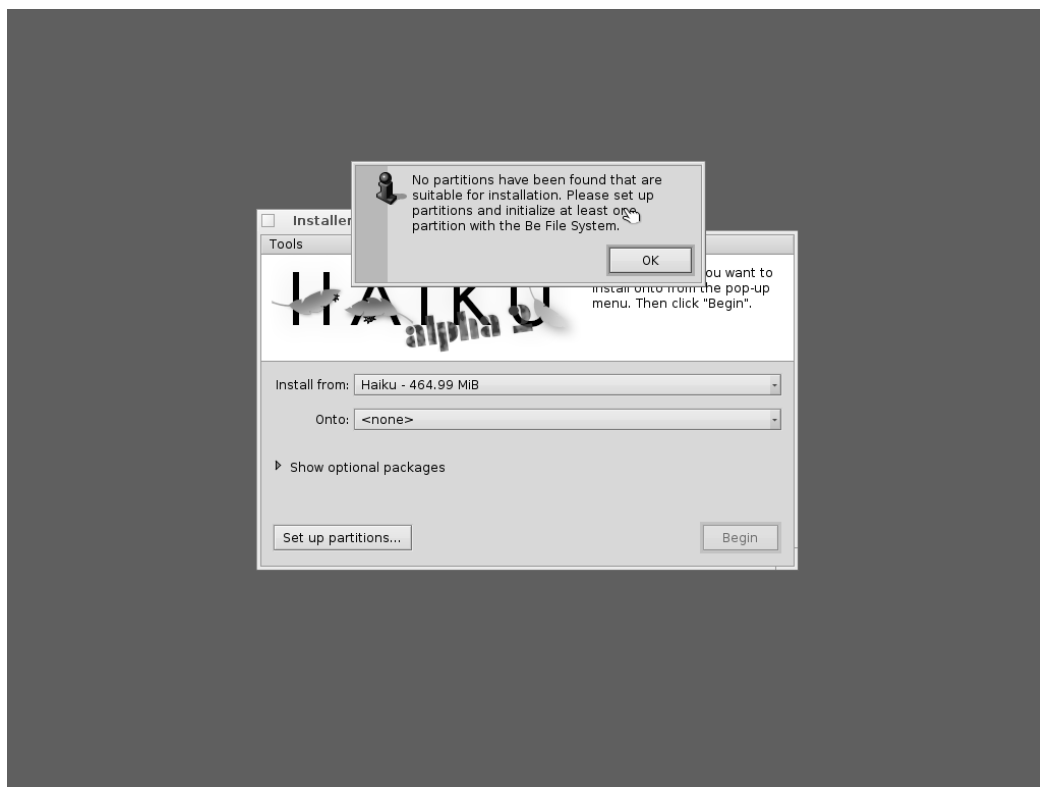 No partitions have been found that are
suitable for installation. Please set up
partitions and initialize at least one
partition with the Be File System.
OK
Installer
Tools
HAIKU
alpha 2
ou want to
install onto from the pop-up
menu. Then click "Begin".
Install from: Haiku - 464.99 MiB
Onto: <none>
Show optional packages
Set up partitions... Begin